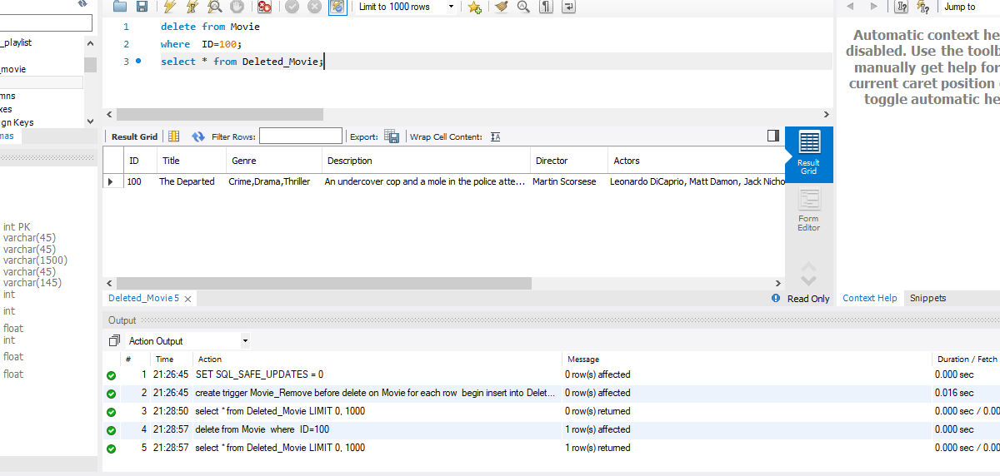 Limit to 1000 rows
Jump to
_playlist
_movie
mns
xes
gn Keys
mas
int PK
varchar(45)
varchar(45)
varchar(1500)
varchar(45)
varchar(145)
int
int
float
int
float
float
1 delete from Movie
2 where  ID=100;
3 select * from Deleted_Movie;
Automatic context he
disabled. Use the toolb
manually get help for
current caret position
toggle automatic he
Result Grid Filter Rows: Export: Wrap Cell Content:
ID Title Genre Description Director Actors
100 The Departed Crime,Drama,Thriller An undercover cop and a mole in the police atte... Martin Scorsese Leonardo DiCaprio, Matt Damon, Jack Nicho
Result
Grid
Form
Editor
Deleted_Movie 5 Read Only
Context Help Snippets
Output
Action Output
# Time Action Message Duration / Fetch
1 21:26:45 SET SQL_SAFE_UPDATES = 0 0 row(s) affected 0.000 sec
2 21:26:45 create trigger Movie_Remove before delete on Movie for each row  begin insert into Delet... 0 row(s) affected 0.016 sec
3 21:28:50 select * from Deleted_Movie LIMIT 0, 1000 0 row(s) returned 0.000 sec / 0.00
4 21:28:57 delete from Movie  where  ID=100 1 row(s) affected 0.000 sec
5 21:28:57 select * from Deleted_Movie LIMIT 0, 1000 1 row(s) returned 0.000 sec / 0.00